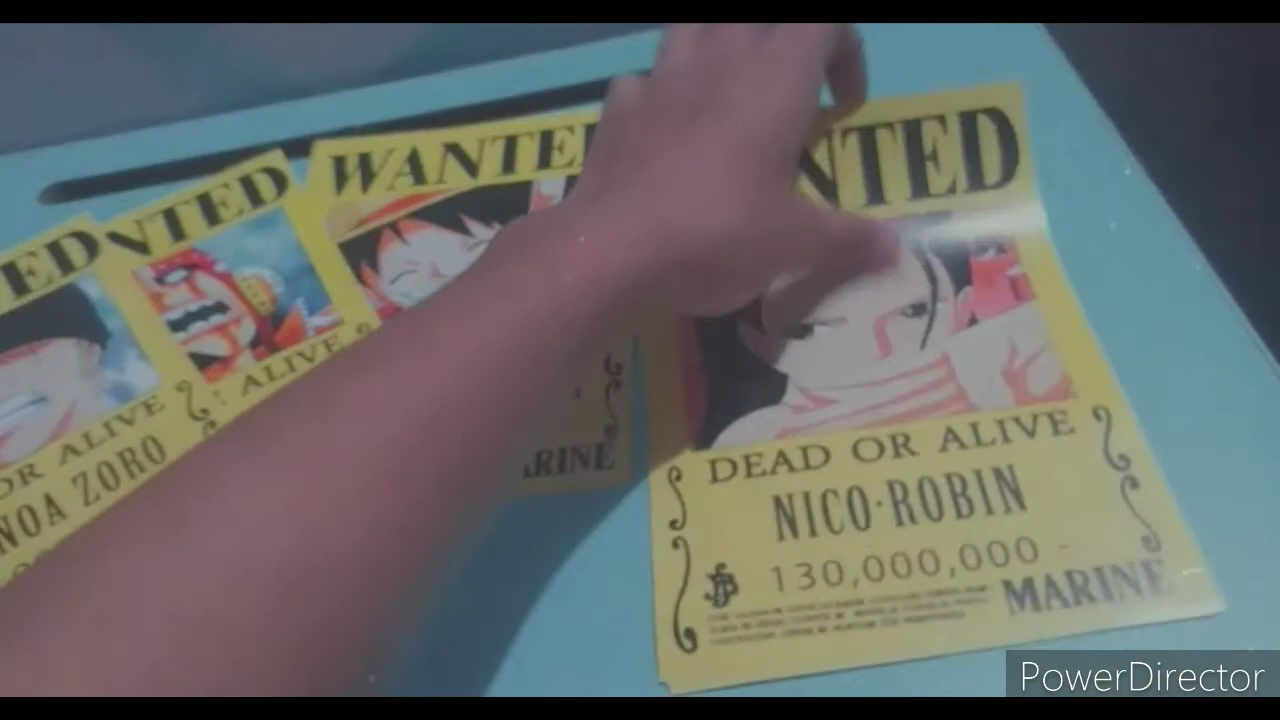 ED
NTED
: ALIVE
OR ALIVE
NOA ZORO
WANTE
ARINE
NTED
DEAD OR ALIVE
NICO·ROBIN
130,000,000 -
MARINE
PowerDirector